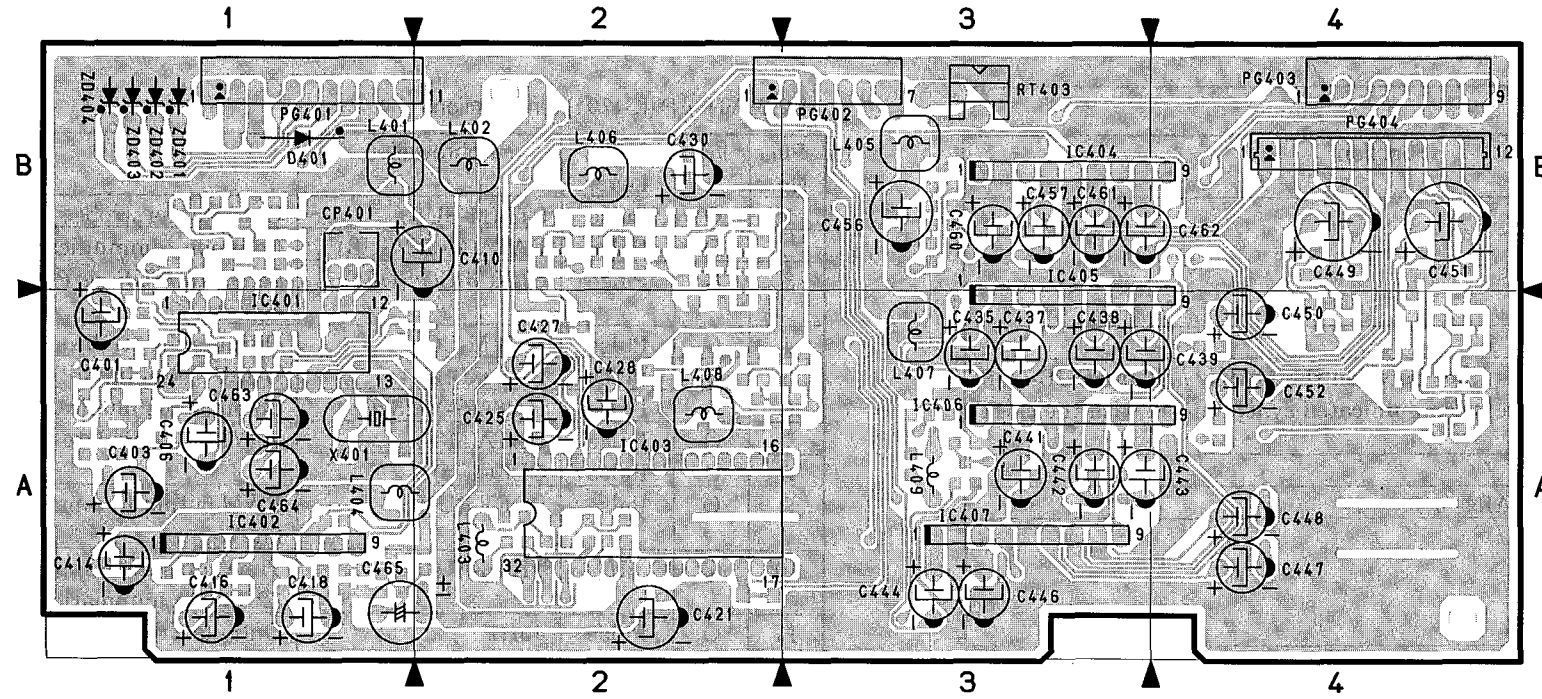 1 2 3 4
ZD404 1 PG401 11 1 PG402 7 RT403 PG403 1 9
ZD403 ZD402 ZD401 D401 L401 L402 L406 C430 L405 1 PG404 12
B 1 IC404 9 B
CP401 C410 C456 C460 C457 C461 C462
C449 C451
1 IC405 9
1 IC401 12
C401 C427 C428 C435 C437 C438 C439 C450
24 13 L408 L407 C452
C463 C425 IC406 1 9
C406 X401 1 IC403 16
C403 C441
A C464 L404 L409 C442 C443 A
1 IC402 9 L403 1 IC407 9 C448
C414 C465 32 17 C447
C416 C418 C421 C444 C446
1 2 3 4